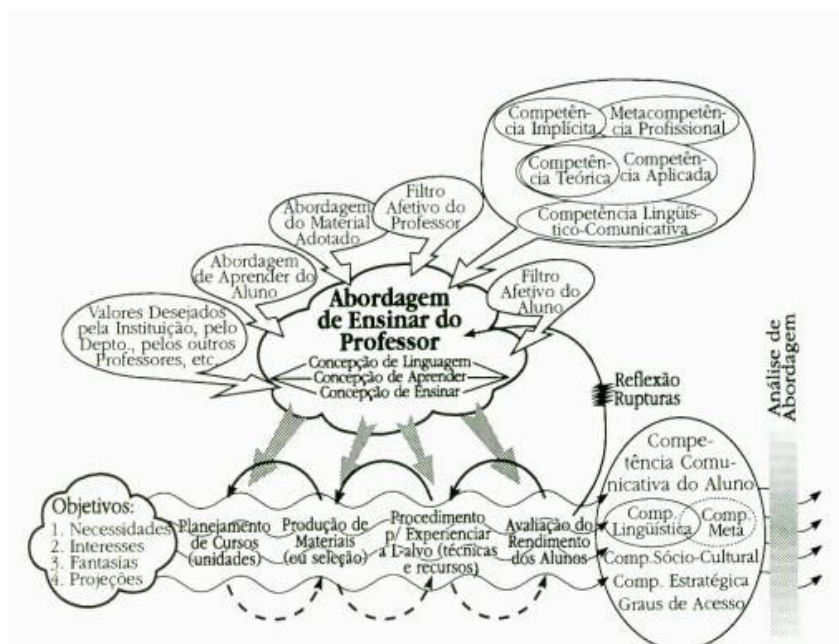 Competên-
cia Implícita
Metacompetên-
cia Profissional
Competên-
cia Teórica
Competên-
cia Aplicada
Competência Lingüís-
tico-Comunicativa
Filtro
Afetivo do
Professor
Abordagem
do Material
Adotado
Abordagem
de Aprender do
Aluno
Valores Desejados
pela Instituição, pelo
Depto., pelos outros
Professores, etc
Filtro
Afetivo do
Aluno
Abordagem
de Ensinar do
Professor
Concepção de Linguagem
Concepção de Aprender
Concepção de Ensinar
Reflexão
Rupturas
Análise de
Abordagem
Objetivos:
1. Necessidades
2. Interesses
3. Fantasias
4. Projeções
Planejamento
de Cursos
(unidades)
Produção de
Materiais
(oú seleção)
Procedimento
p/ Experienciar
a L-alvo (técnicas
e recursos)
Avaliação do
Rendimento
dos Alunos
Compe-
tência Comu-
nicativa do Aluno
Comp.
Lingüística
Comp.
Meta
Comp.Sócio-Cultural
Comp. Estratégica
Graus de Acesso